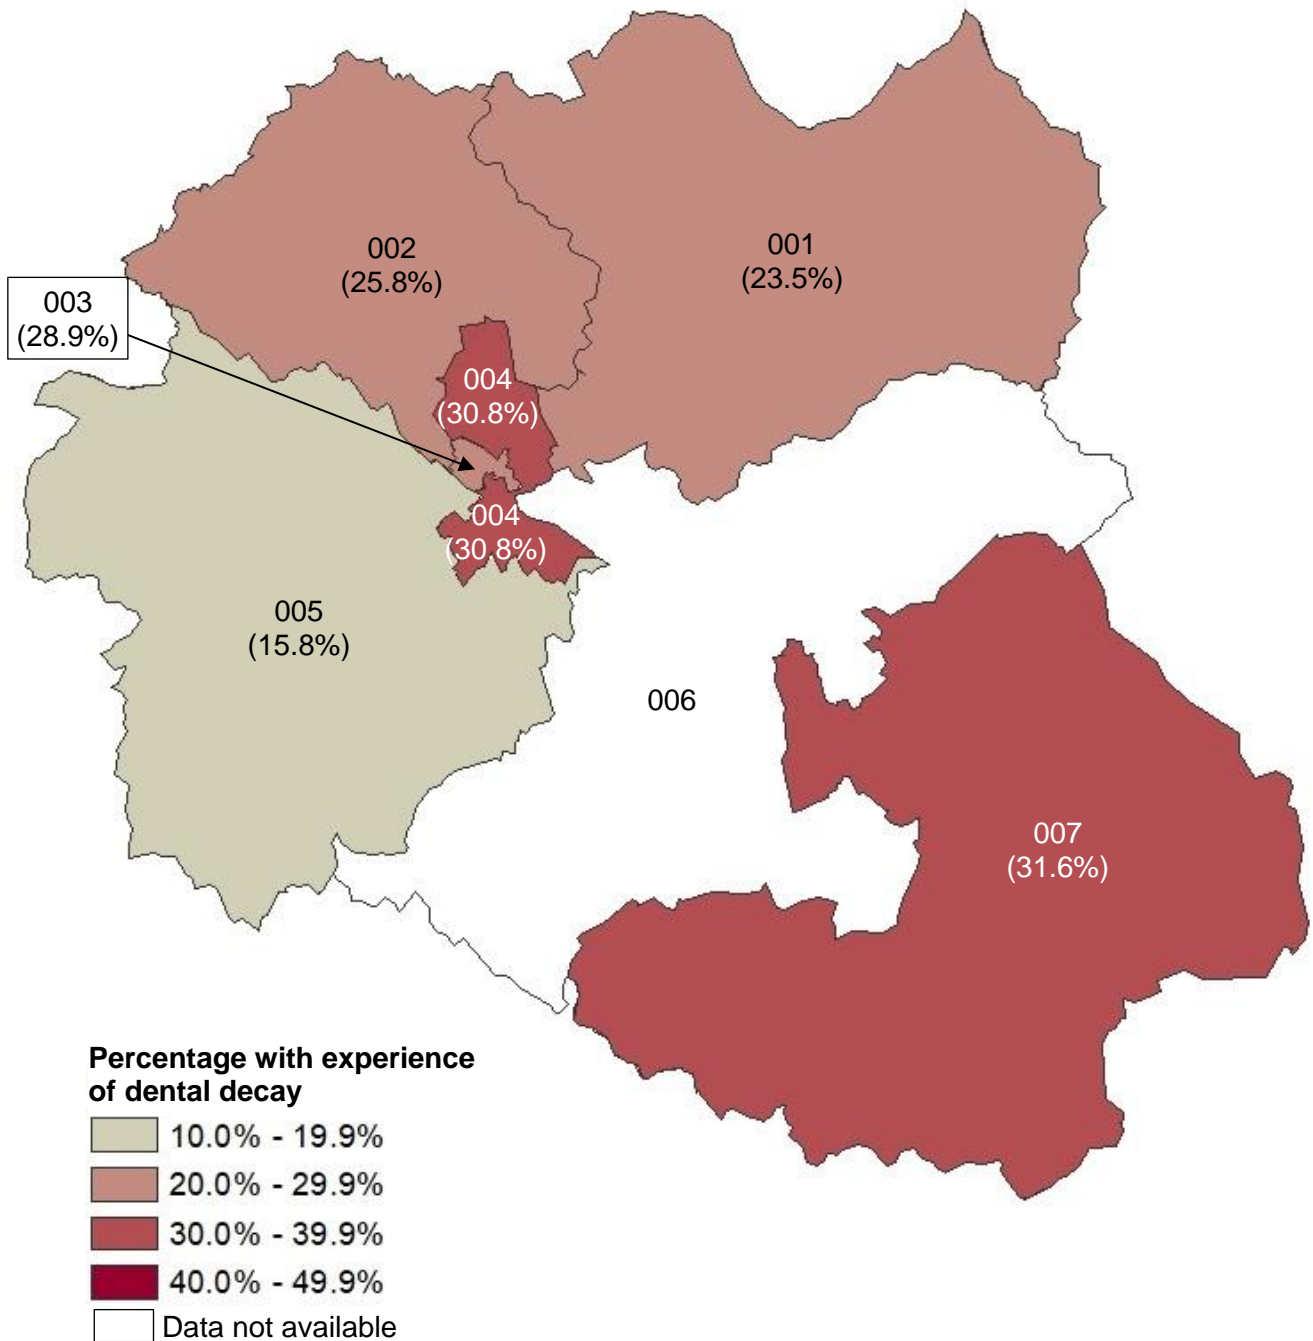 002
(25.8%)
001
(23.5%)
003
(28.9%)
004
(30.8%)
004
(30.8%)
005
(15.8%)
006
007
(31.6%)
Percentage with experience
of dental decay
10.0% - 19.9%
20.0% - 29.9%
30.0% - 39.9%
40.0% - 49.9%
Data not available